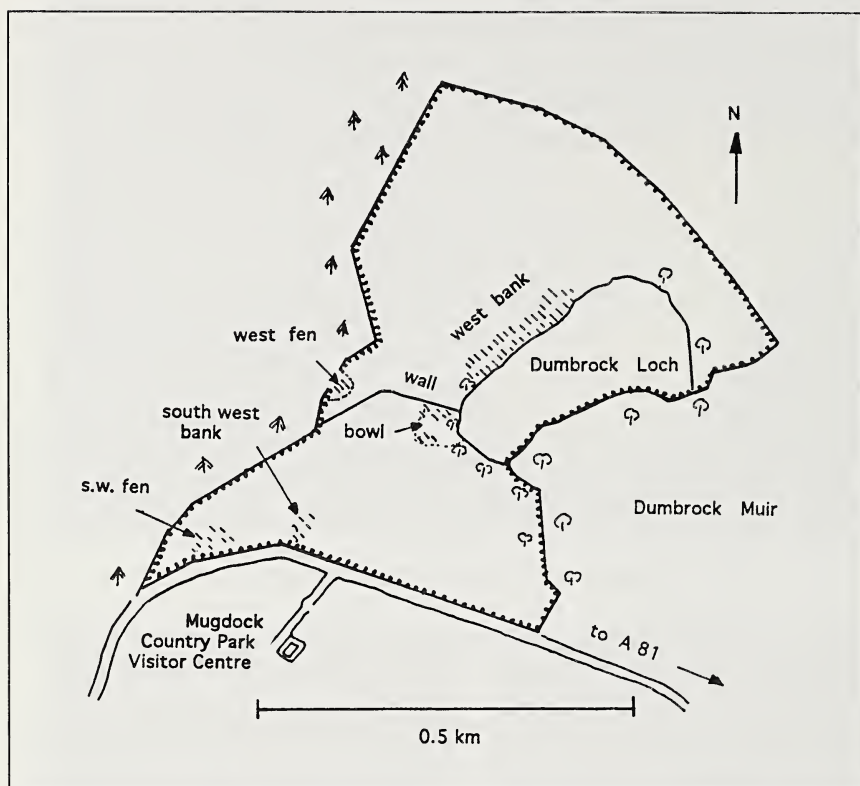 N
west bank
west fen
wall
Dumbrock Loch
south west
bank
bowl
s.w. fen
Dumbrock Muir
Mugdock
Country Park
Visitor Centre
to A 81
0.5 km